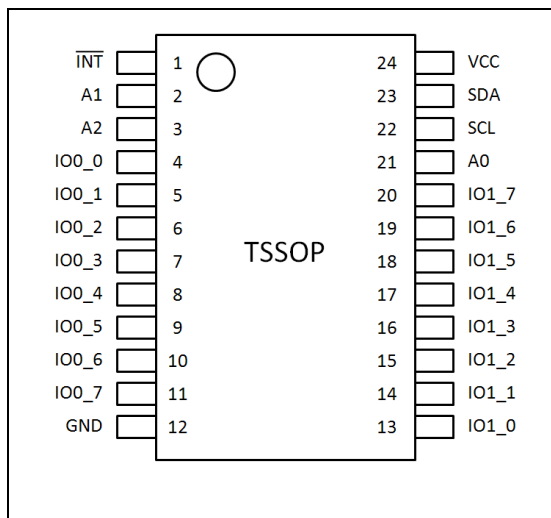 INT 1 24 VCC
A1 2 23 SDA
A2 3 22 SCL
IO0_0 4 21 A0
IO0_1 5 20 IO1_7
IO0_2 6 19 IO1_6
IO0_3 7 18 IO1_5
TSSOP
IO0_4 8 17 IO1_4
IO0_5 9 16 IO1_3
IO0_6 10 15 IO1_2
IO0_7 11 14 IO1_1
GND 12 13 IO1_0